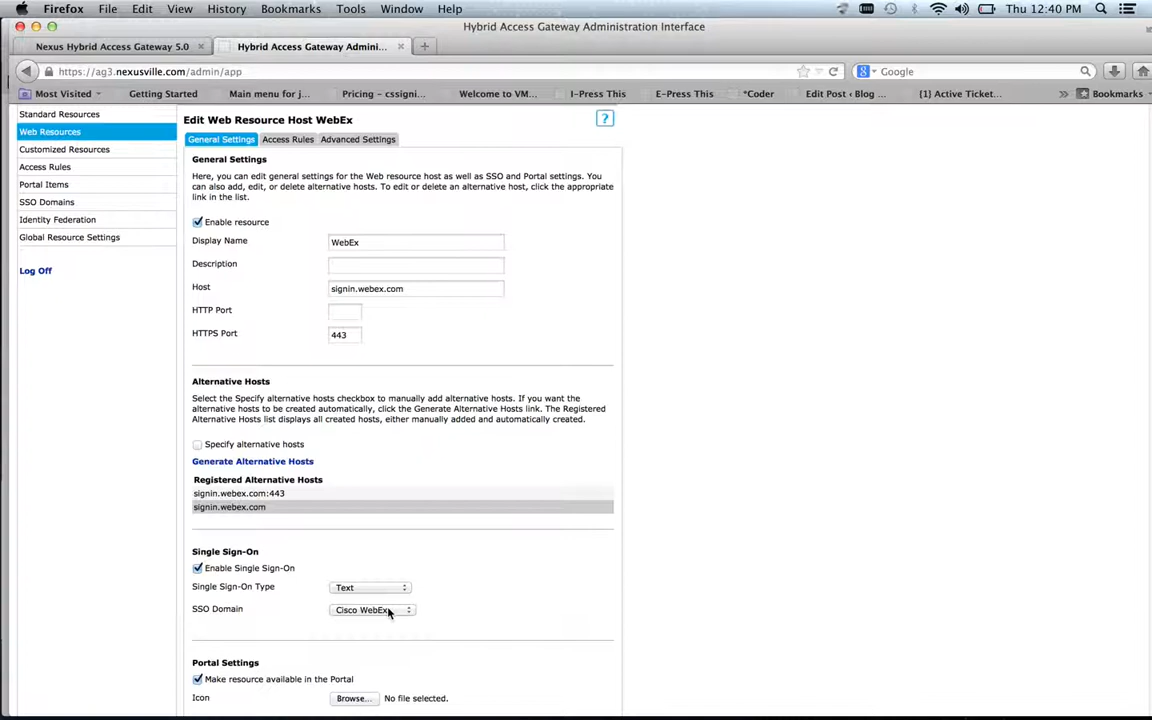 Firefox File Edit View History Bookmarks Tools Window Help Thu 12:40 PM
Hybrid Access Gateway Administration Interface
Nexus Hybrid Access Gateway 5.0 × Hybrid Access Gateway Admini... × +
https://ag3.nexusville.com/admin/app Google
Most Visited Getting Started Main menu for j... Pricing – cssigni... Welcome to VM... I-Press This E-Press This *Coder Edit Post ‹ Blog ... [1] Active Ticket... » Bookmarks
Standard Resources
Web Resources
Customized Resources
Access Rules
Portal Items
SSO Domains
Identity Federation
Global Resource Settings
Log Off
Edit Web Resource Host WebEx ?
General Settings Access Rules Advanced Settings
General Settings
Here, you can edit general settings for the Web resource host as well as SSO and Portal settings. You
can also add, edit, or delete alternative hosts. To edit or delete an alternative host, click the appropriate
link in the list.
Enable resource
Display Name WebEx
Description
Host signin.webex.com
HTTP Port
HTTPS Port 443
Alternative Hosts
Select the Specify alternative hosts checkbox to manually add alternative hosts. If you want the
alternative hosts to be created automatically, click the Generate Alternative Hosts link. The Registered
Alternative Hosts list displays all created hosts, either manually added and automatically created.
Specify alternative hosts
Generate Alternative Hosts
Registered Alternative Hosts
signin.webex.com:443
signin.webex.com
Single Sign-On
Enable Single Sign-On
Single Sign-On Type Text
SSO Domain Cisco WebEx
Portal Settings
Make resource available in the Portal
Icon Browse... No file selected.